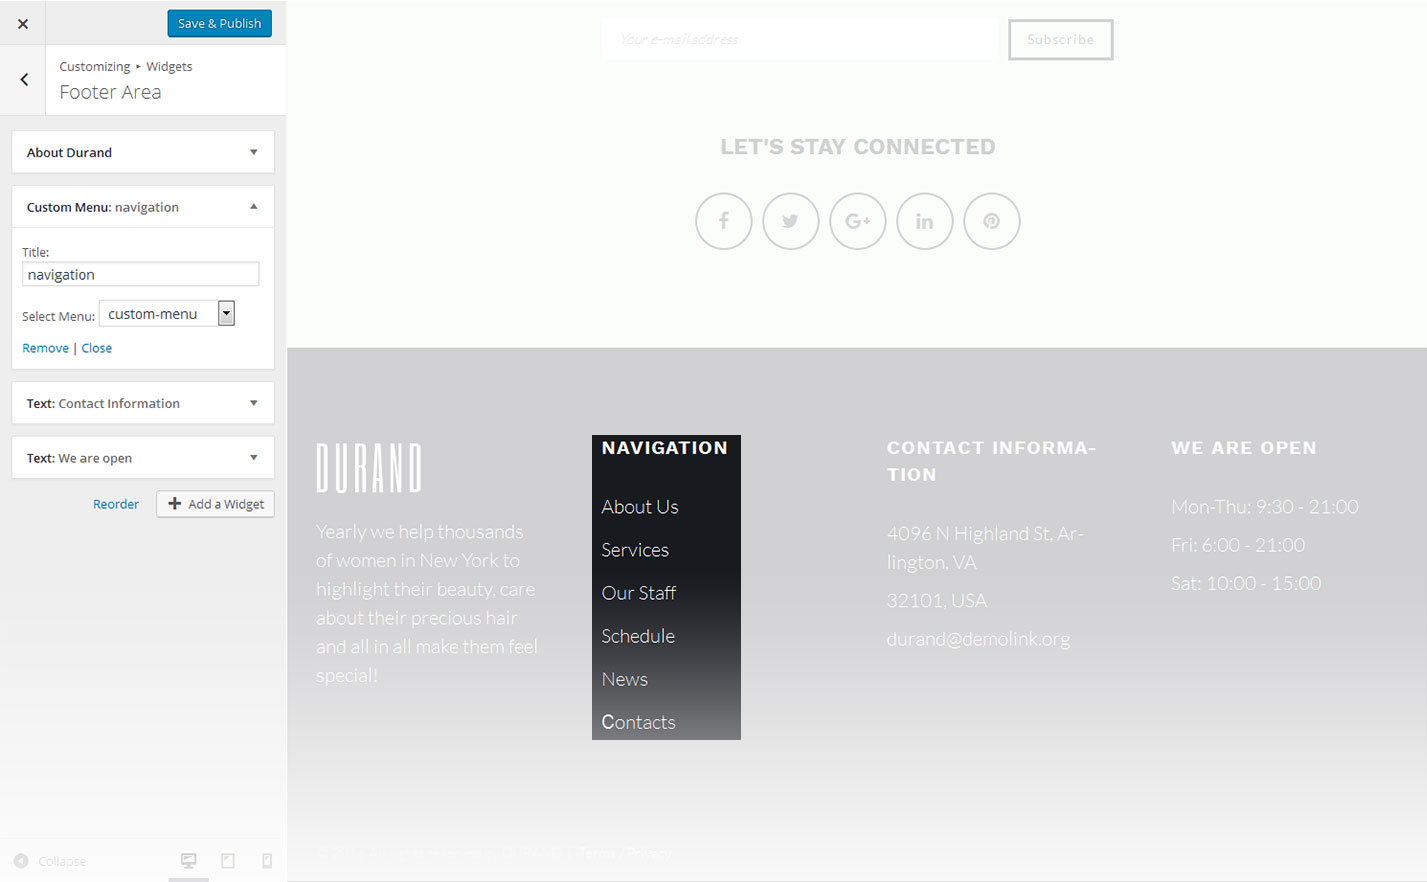 Save & Publish
Customizing ▸ Widgets
Footer Area
About Durand
Custom Menu: navigation
Title:
navigation
Select Menu: custom-menu
Remove | Close
Text: Contact Information
Text: We are open
Reorder
Add a Widget
Collapse
Your e-mail address
Subscribe
LET'S STAY CONNECTED
DURAND
Yearly we help thousands
of women in New York to
highlight their beauty, care
about their precious hair
and all in all make them feel
special!
NAVIGATION
About Us
Services
Our Staff
Schedule
News
Contacts
CONTACT INFORMA-
TION
4096 N Highland St, Ar-
lington, VA
32101, USA
durand@demolink.org
WE ARE OPEN
Mon-Thu: 9:30 - 21:00
Fri: 6:00 - 21:00
Sat: 10:00 - 15:00
Terms / Privacy